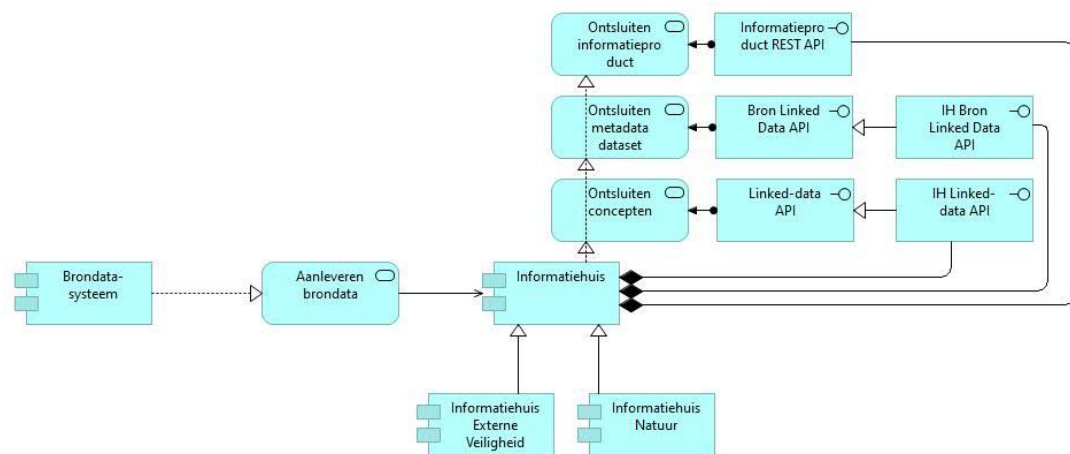 Ontsluiten
informatiepro
duct
Informatiepro
duct REST API
Ontsluiten
metadata
dataset
Bron Linked
Data API
IH Bron
Linked Data
API
Ontsluiten
concepten
Linked-data
API
IH Linked-
data API
Brondata-
systeem
Aanleveren
brondata
Informatiehuis
Informatiehuis
Externe
Veiligheid
Informatiehuis
Natuur